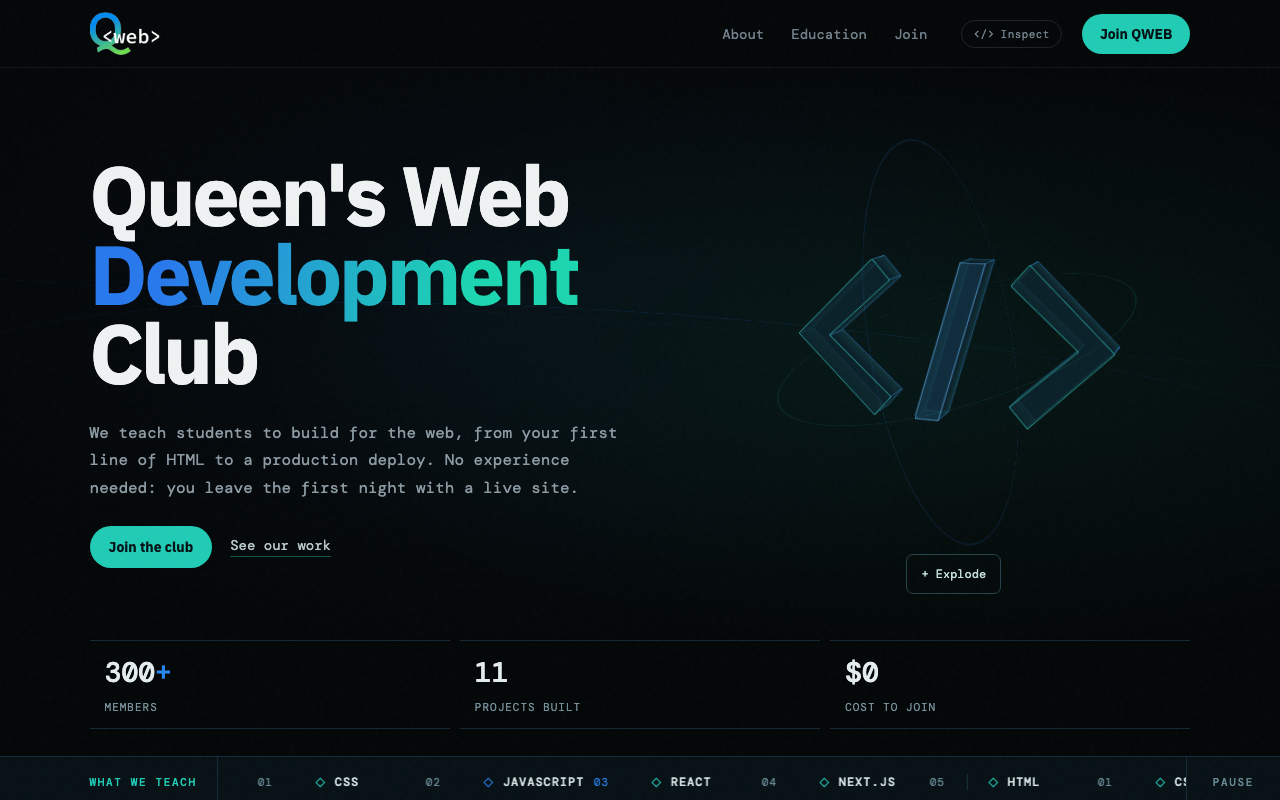 Q<web>
About Education Join </> Inspect Join QWEB
Queen's Web
Development
Club
We teach students to build for the web, from your first
line of HTML to a production deploy. No experience
needed: you leave the first night with a live site.
Join the club See our work
</>
+ Explode
300+ 11 $0
MEMBERS PROJECTS BUILT COST TO JOIN
WHAT WE TEACH 01 CSS 02 JAVASCRIPT 03 REACT 04 NEXT.JS 05 HTML 01 PAUSE